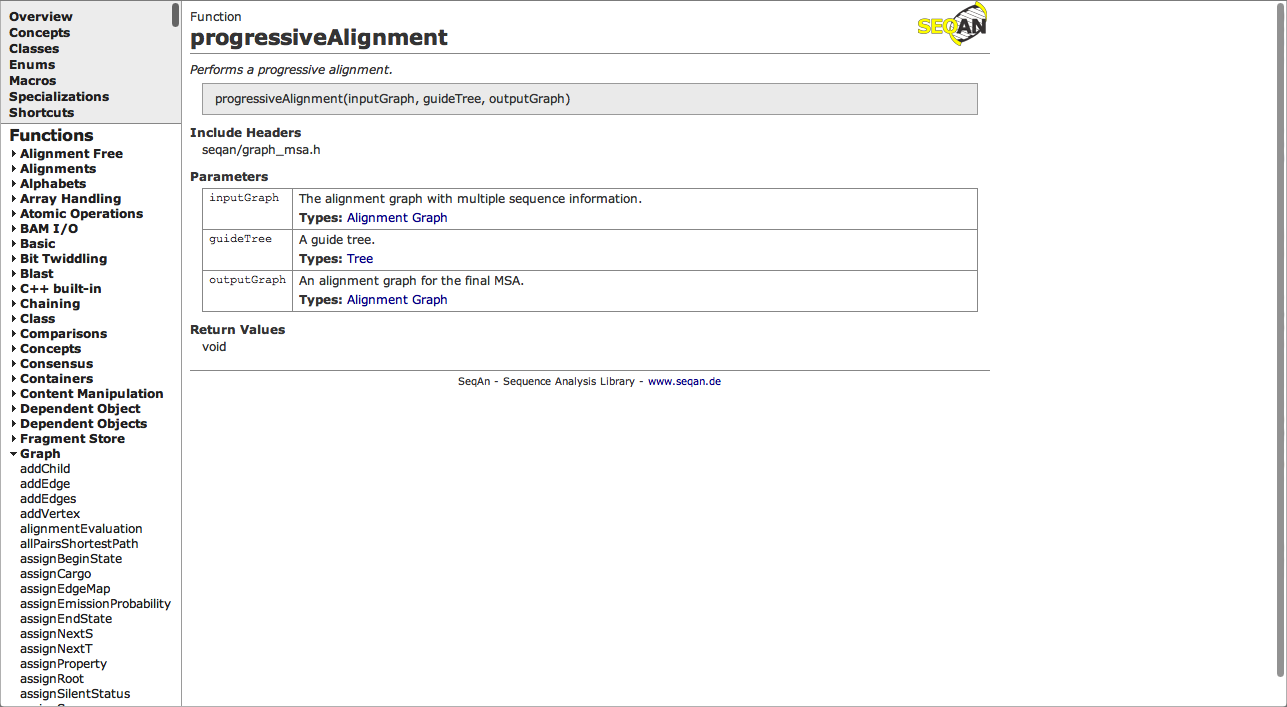 Overview
Concepts
Classes
Enums
Macros
Specializations
Shortcuts
Functions
Alignment Free
Alignments
Alphabets
Array Handling
Atomic Operations
BAM I/O
Basic
Bit Twiddling
Blast
C++ built-in
Chaining
Class
Comparisons
Concepts
Consensus
Containers
Content Manipulation
Dependent Object
Dependent Objects
Fragment Store
Graph
addChild
addEdge
addEdges
addVertex
alignmentEvaluation
allPairsShortestPath
assignBeginState
assignCargo
assignEdgeMap
assignEmissionProbability
assignEndState
assignNextS
assignNextT
assignProperty
assignRoot
assignSilentStatus
Function
SEQAN
progressiveAlignment
Performs a progressive alignment.
progressiveAlignment(inputGraph, guideTree, outputGraph)
Include Headers
seqan/graph_msa.h
Parameters
inputGraph The alignment graph with multiple sequence information.
Types: Alignment Graph
guideTree A guide tree.
Types: Tree
outputGraph An alignment graph for the final MSA.
Types: Alignment Graph
Return Values
void
SeqAn - Sequence Analysis Library - www.seqan.de